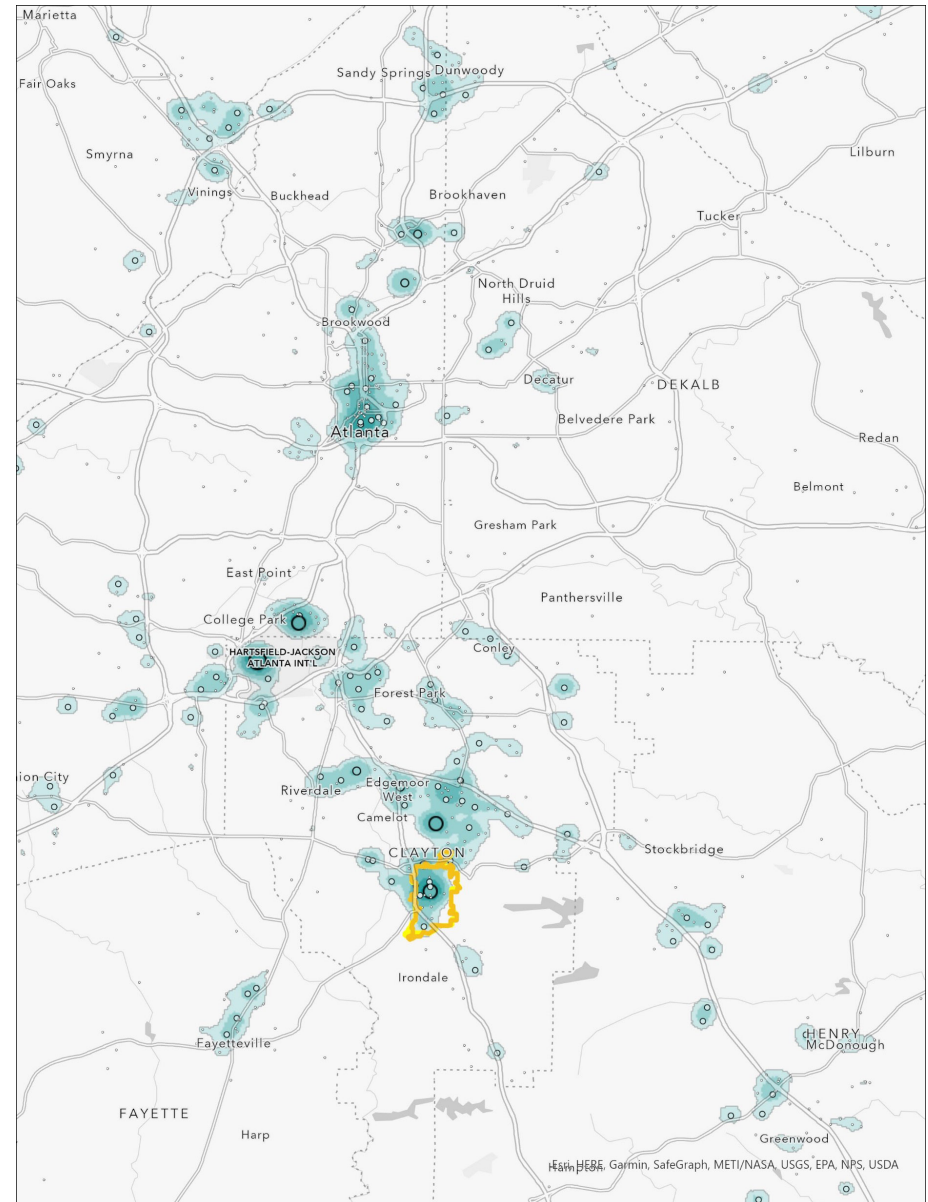 Marietta
Sandy Springs
Dunwoody
Fair Oaks
Smyrna
Lilburn
Vinings
Buckhead
Brookhaven
Tucker
North Druid
Hills
Brookwood
Decatur
DEKALB
Belvedere Park
Atlanta
Redan
Belmont
Gresham Park
East Point
Panthersville
College Park
HARTSFIELD-JACKSON
ATLANTA INT'L
Conley
Forest Park
ion City
Riverdale
Edgemoor
West
Camelot
CLAYTON
Stockbridge
Irondale
Fayetteville
HENRY
McDonough
FAYETTE
Harp
Greenwood
Hampton
Esri, HERE, Garmin, SafeGraph, METI/NASA, USGS, EPA, NPS, USDA